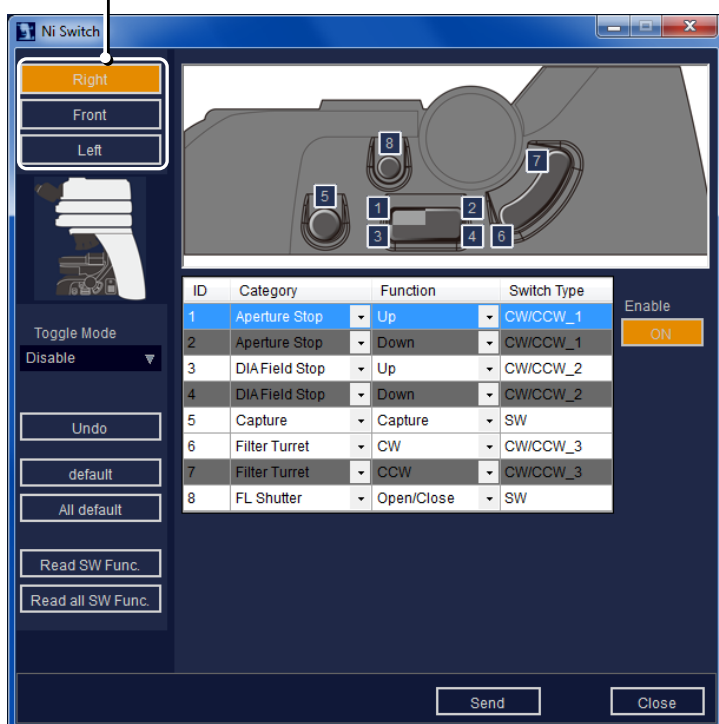 Ni Switch
Right
Front
Left
8
7
5
1 2
3 4 6
Toggle Mode
Disable
Undo
default
All default
Read SW Func.
Read all SW Func.
ID Category Function Switch Type
1 Aperture Stop Up CW/CCW_1
2 Aperture Stop Down CW/CCW_1
3 DIA Field Stop Up CW/CCW_2
4 DIA Field Stop Down CW/CCW_2
5 Capture Capture SW
6 Filter Turret CW CW/CCW_3
7 Filter Turret CCW CW/CCW_3
8 FL Shutter Open/Close SW
Enable
ON
Send Close